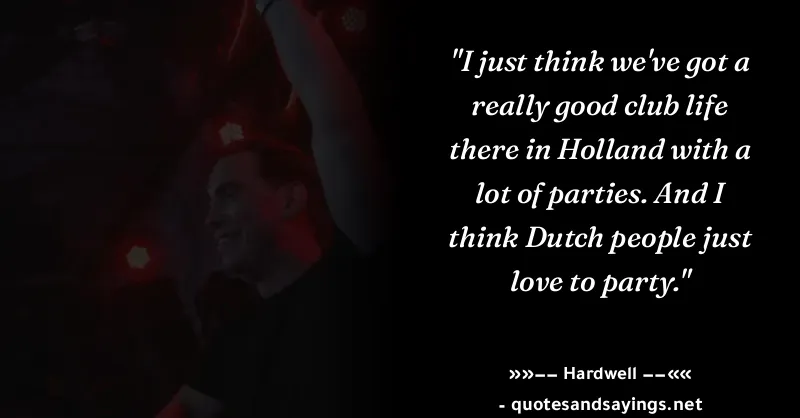 "I just think we've got a
really good club life
there in Holland with a
lot of parties. And I
think Dutch people just
love to party."
»»–– Hardwell ––««
- quotesandsayings.net